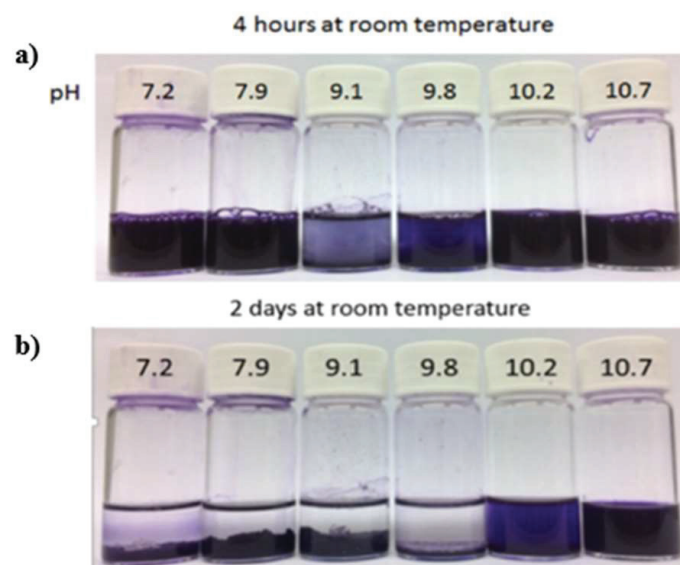 4 hours at room temperature
a)
pH 7.2 7.9 9.1 9.8 10.2 10.7
2 days at room temperature
b)
7.2 7.9 9.1 9.8 10.2 10.7